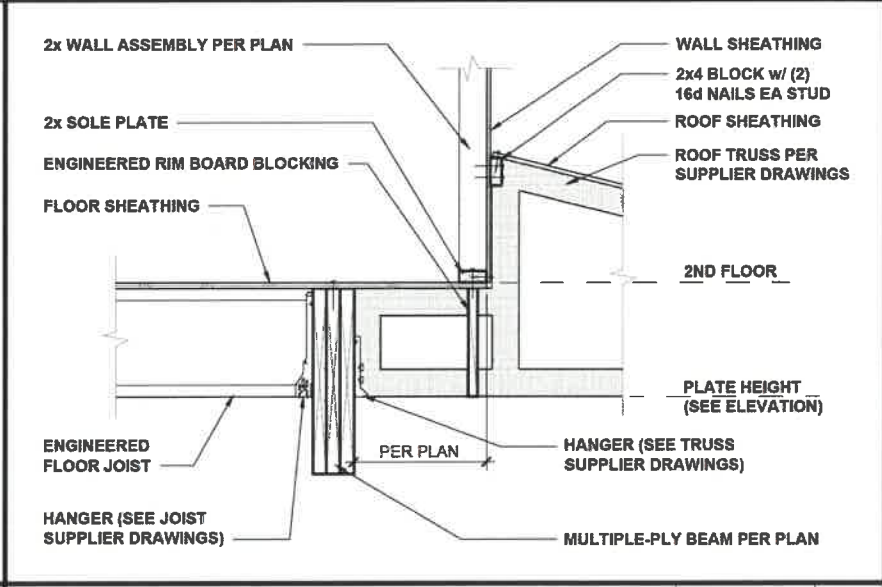 2x WALL ASSEMBLY PER PLAN
2x SOLE PLATE
ENGINEERED RIM BOARD BLOCKING
FLOOR SHEATHING
WALL SHEATHING
2x4 BLOCK w/ (2)
16d NAILS EA STUD
ROOF SHEATHING
ROOF TRUSS PER
SUPPLIER DRAWINGS
2ND FLOOR
PLATE HEIGHT
(SEE ELEVATION)
ENGINEERED
FLOOR JOIST
PER PLAN
HANGER (SEE TRUSS
SUPPLIER DRAWINGS)
HANGER (SEE JOIST
SUPPLIER DRAWINGS)
MULTIPLE-PLY BEAM PER PLAN